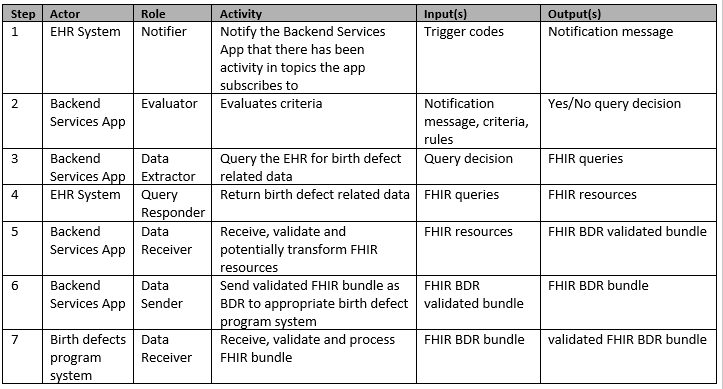 Step Actor Role Activity Input(s) Output(s)
1 EHR System Notifier Notify the Backend Services Trigger codes Notification message
App that there has been
activity in topics the app
subscribes to
2 Backend Evaluator Evaluates criteria Notification Yes/No query decision
Services App message, criteria,
rules
3 Backend Data Query the EHR for birth defect Query decision FHIR queries
Services App Extractor related data
4 EHR System Query Return birth defect related data FHIR queries FHIR resources
Responder
5 Backend Data Receive, validate and FHIR resources FHIR BDR validated bundle
Services App Receiver potentially transform FHIR
resources
6 Backend Data Send validated FHIR bundle as FHIR BDR FHIR BDR bundle
Services App Sender BDR to appropriate birth defect validated bundle
program system
7 Birth defects Data Receive, validate and process FHIR BDR bundle validated FHIR BDR bundle
program Receiver FHIR bundle
system